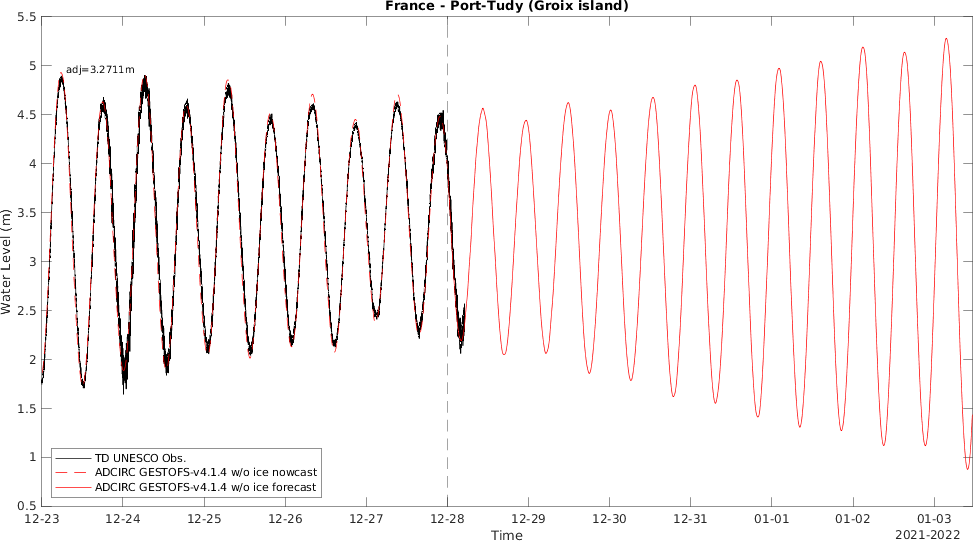 France - Port-Tudy (Groix island)
5.5
5
4.5
4
3.5
3
2.5
2
1.5
1
0.5
Water Level (m)
adj=3.2711m
TD UNESCO Obs.
ADCIRC GESTOFS-v4.1.4 w/o ice nowcast
ADCIRC GESTOFS-v4.1.4 w/o ice forecast
12-23 12-24 12-25 12-26 12-27 12-28 12-29 12-30 12-31 01-01 01-02 01-03
Time
2021-2022